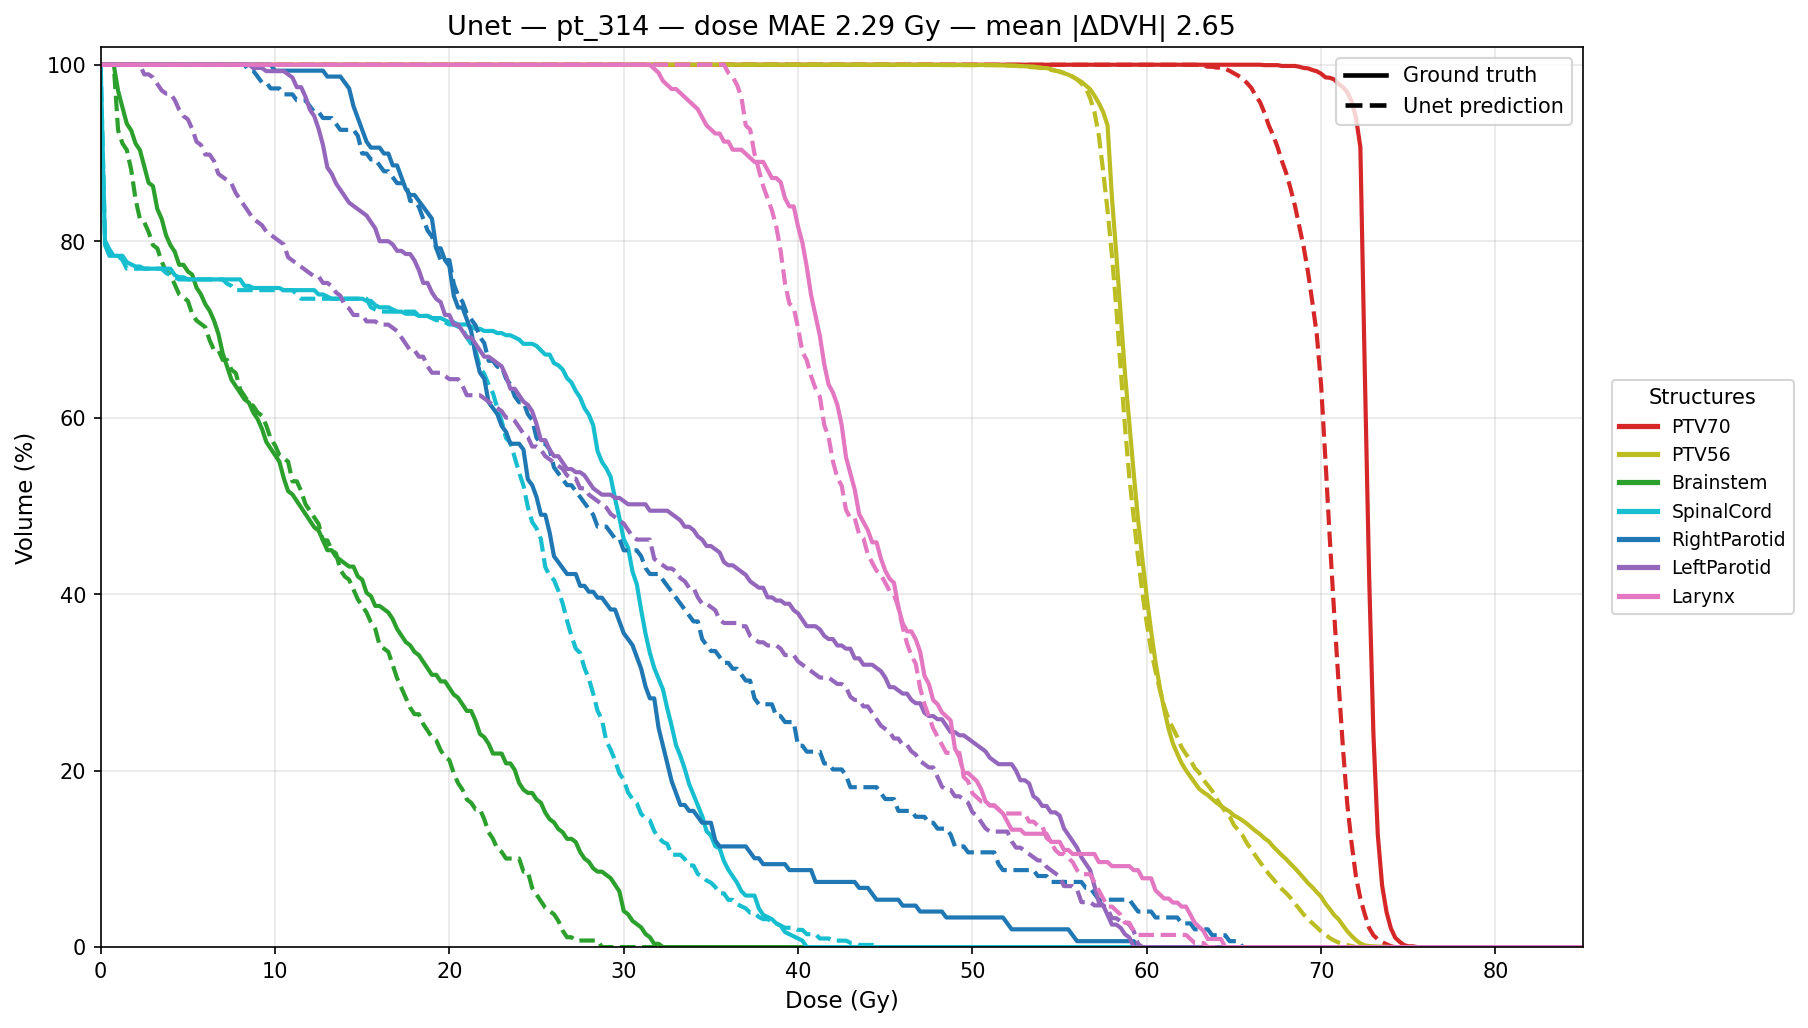 Unet — pt_314 — dose MAE 2.29 Gy — mean |ΔDVH| 2.65
Ground truth
Unet prediction
Structures
PTV70
PTV56
Brainstem
SpinalCord
RightParotid
LeftParotid
Larynx
Volume (%)
100
80
60
40
20
0
0 10 20 30 40 50 60 70 80
Dose (Gy)